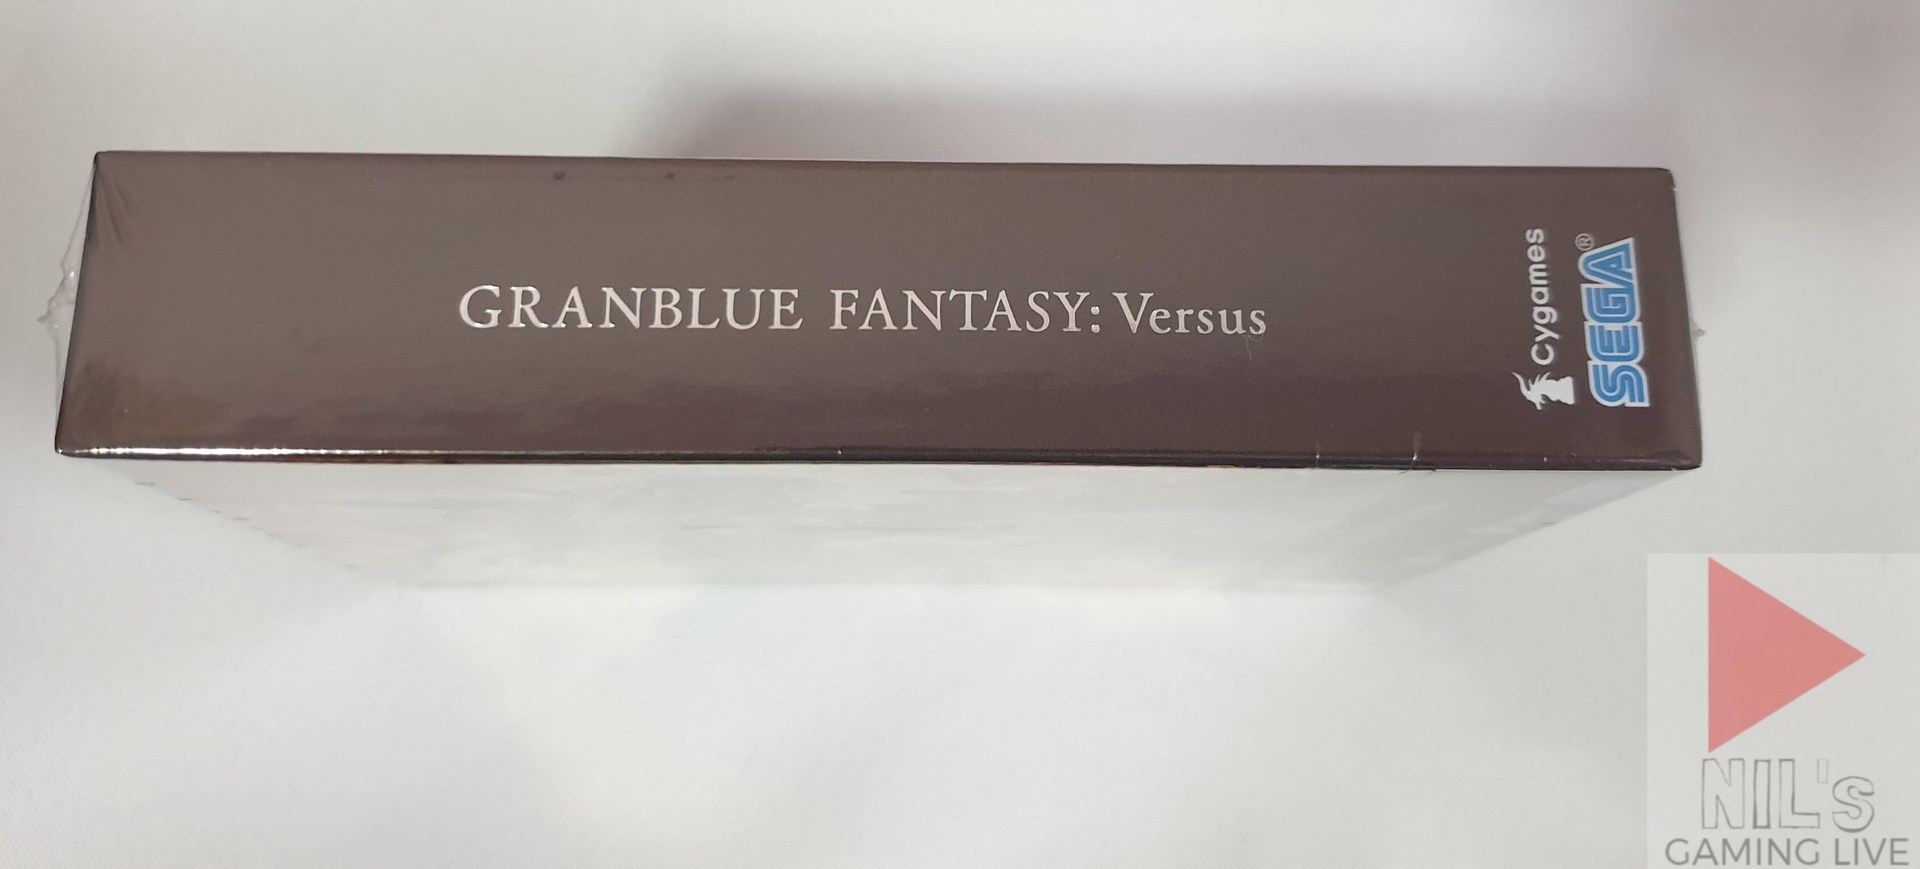 GRANBLUE FANTASY: Versus
Cygames
SEGA®
NIL's
GAMING LIVE